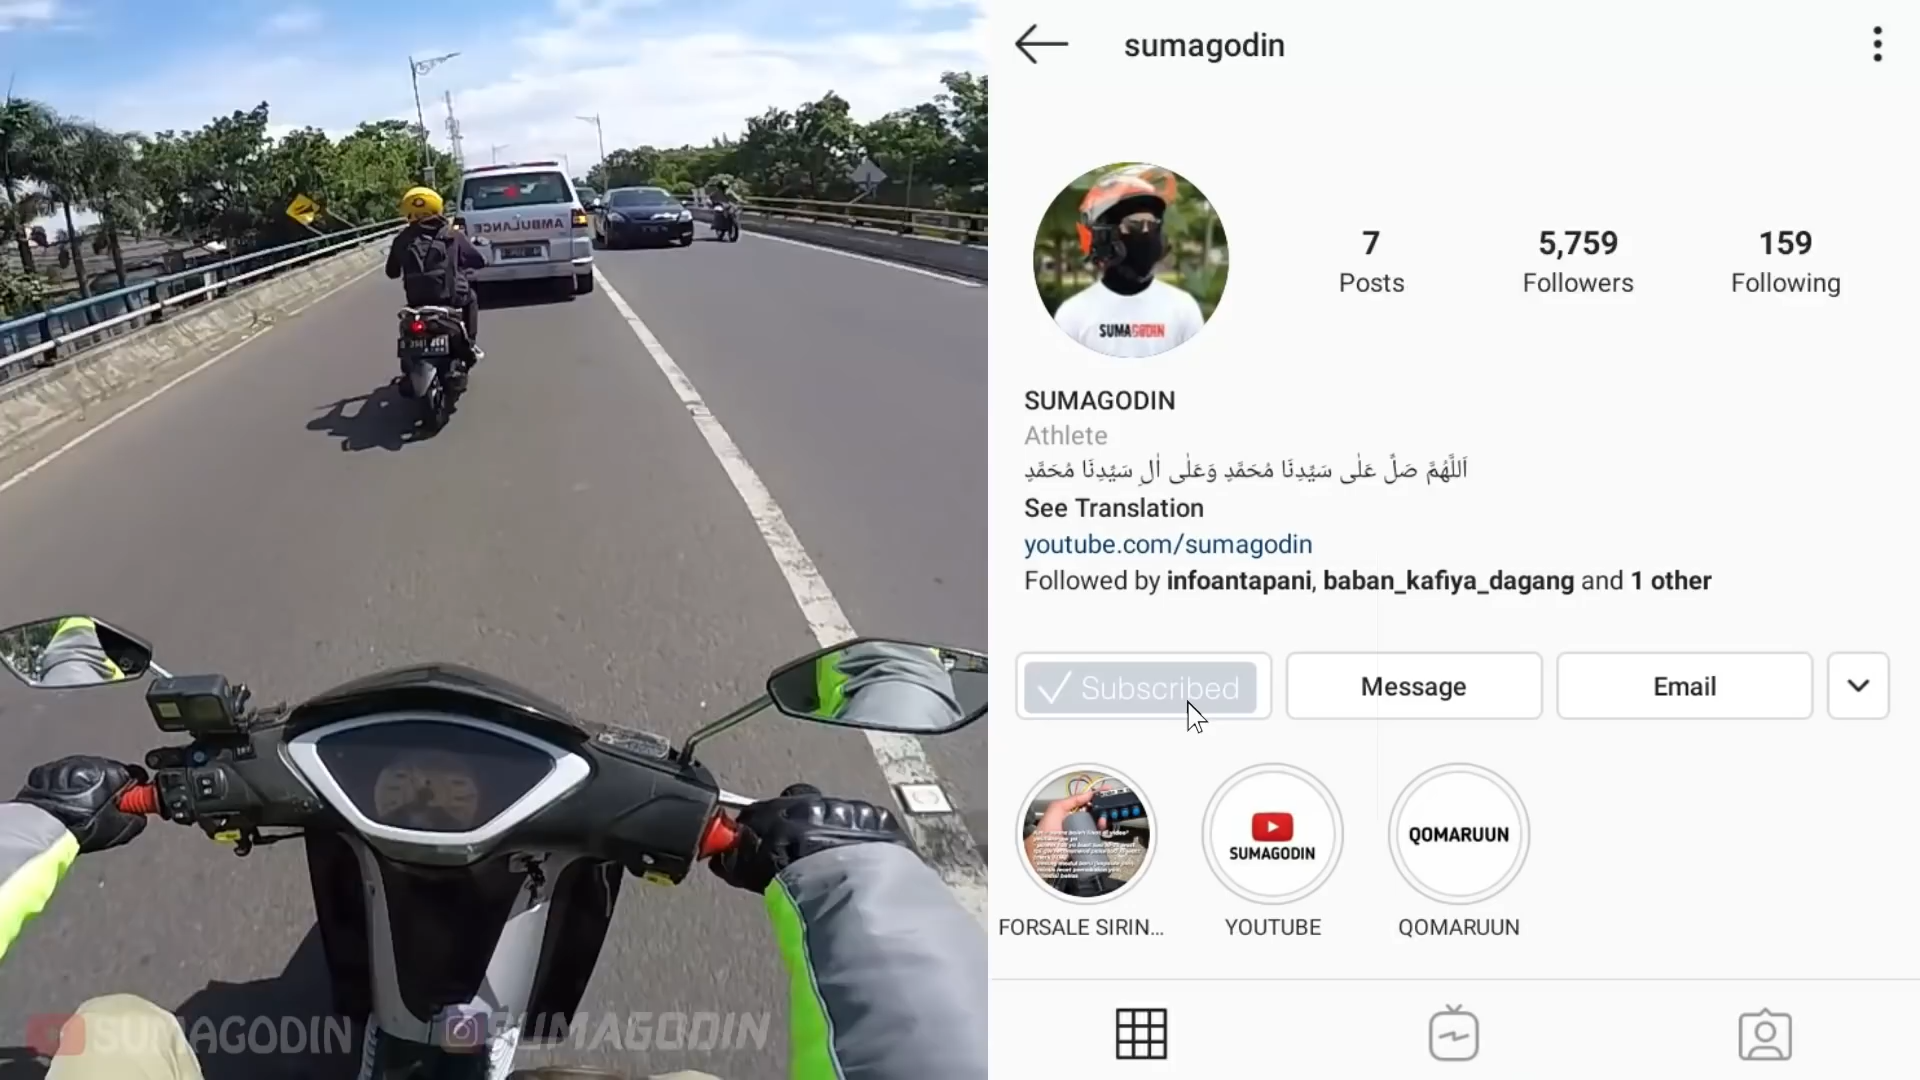 AMBULANCE
SUMAGODIN
SUMAGODIN
sumagodin
SUMAGODIN
7
Posts
5,759
Followers
159
Following
SUMAGODIN
Athlete
اَللّٰهُمَّ صَلِّ عَلٰى سَيِّدِنَا مُحَمَّدٍ وَعَلٰى اٰلِ سَيِّدِنَا مُحَمَّدٍ
See Translation
youtube.com/sumagodin
Followed by infoantapani, baban_kafiya_dagang and 1 other
Subscribed
Message
Email
SUMAGODIN
QOMARUUN
FORSALE SIRIN...
YOUTUBE
QOMARUUN